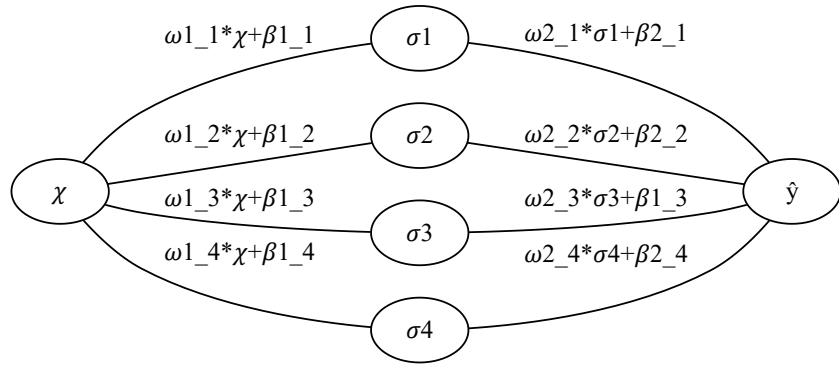 ω1_1*χ+β1_1
σ1
ω2_1*σ1+β2_1
ω1_2*χ+β1_2
σ2
ω2_2*σ2+β2_2
χ
ω1_3*χ+β1_3
σ3
ω2_3*σ3+β1_3
ŷ
ω1_4*χ+β1_4
σ4
ω2_4*σ4+β2_4